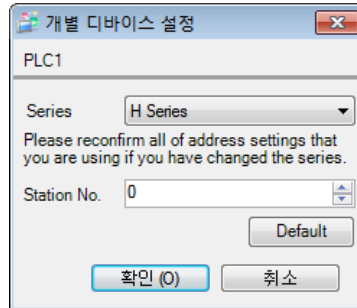 개별 디바이스 설정
PLC1
Series H Series
Please reconfirm all of address settings that
you are using if you have changed the series.
Station No. 0
Default
확인 (O) 취소